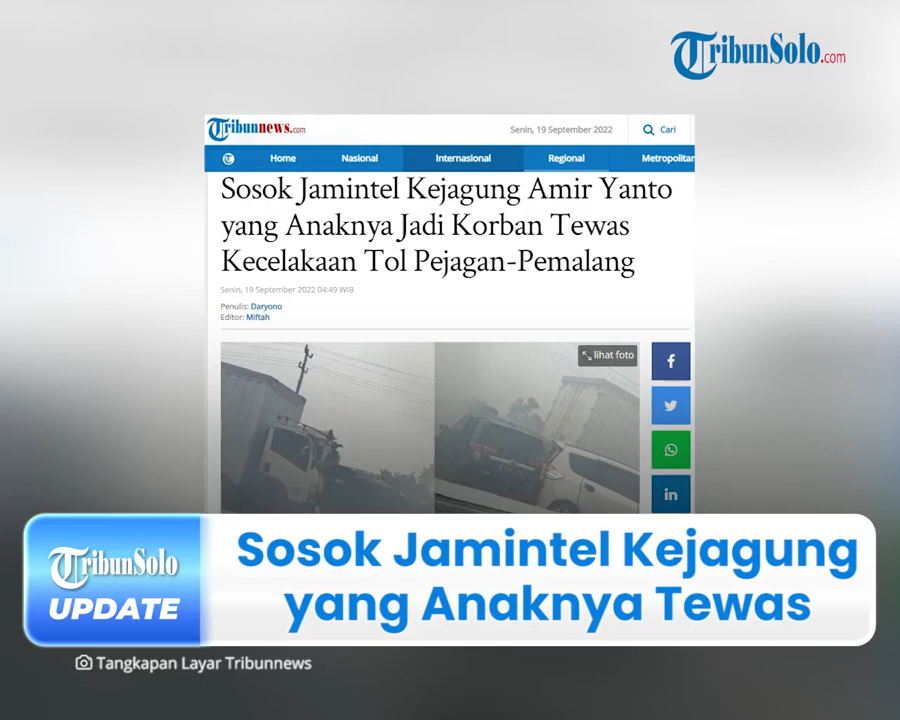 TribunSolo.com
Tribunnews.com
Senin, 19 September 2022
Cari
Home
Nasional
Internasional
Regional
Metropolitan
Sosok Jamintel Kejagung Amir Yanto
yang Anaknya Jadi Korban Tewas
Kecelakaan Tol Pejagan-Pemalang
Senin, 19 September 2022 04:49 WIB
Penulis: Daryono
Editor: Miftah
lihat foto
TribunSolo
UPDATE
Sosok Jamintel Kejagung
yang Anaknya Tewas
Tangkapan Layar Tribunnews